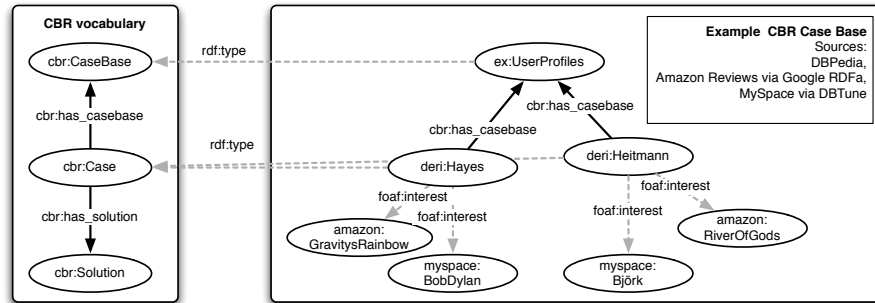 CBR vocabulary
cbr:CaseBase
cbr:has_casebase
cbr:Case
cbr:has_solution
cbr:Solution
rdf:type
rdf:type
Example CBR Case Base
Sources:
DBPedia,
Amazon Reviews via Google RDFa,
MySpace via DBTune
ex:UserProfiles
cbr:has_casebase
cbr:has_casebase
deri:Hayes
deri:Heitmann
foaf:interest
foaf:interest
foaf:interest
foaf:interest
amazon:
GravitysRainbow
myspace:
BobDylan
myspace:
Björk
amazon:
RiverOfGods